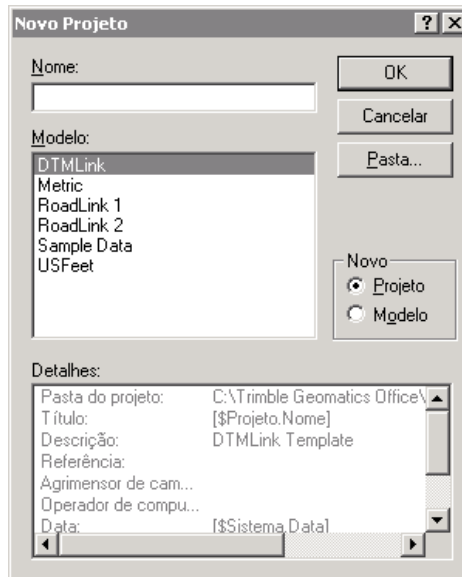 Novo Projeto
Nome:
OK
Cancelar
Modelo:
Pasta...
DTMLink
Metric
RoadLink 1
RoadLink 2
Sample Data
USFeet
Novo
Projeto
Modelo
Detalhes:
Pasta do projeto: C:\Trimble Geomatics Office\
Título: [$Projeto.Nome]
Descrição: DTMLink Template
Referência:
Agrimensor de cam...
Operador de compu...
Data: [$Sistema.Data]